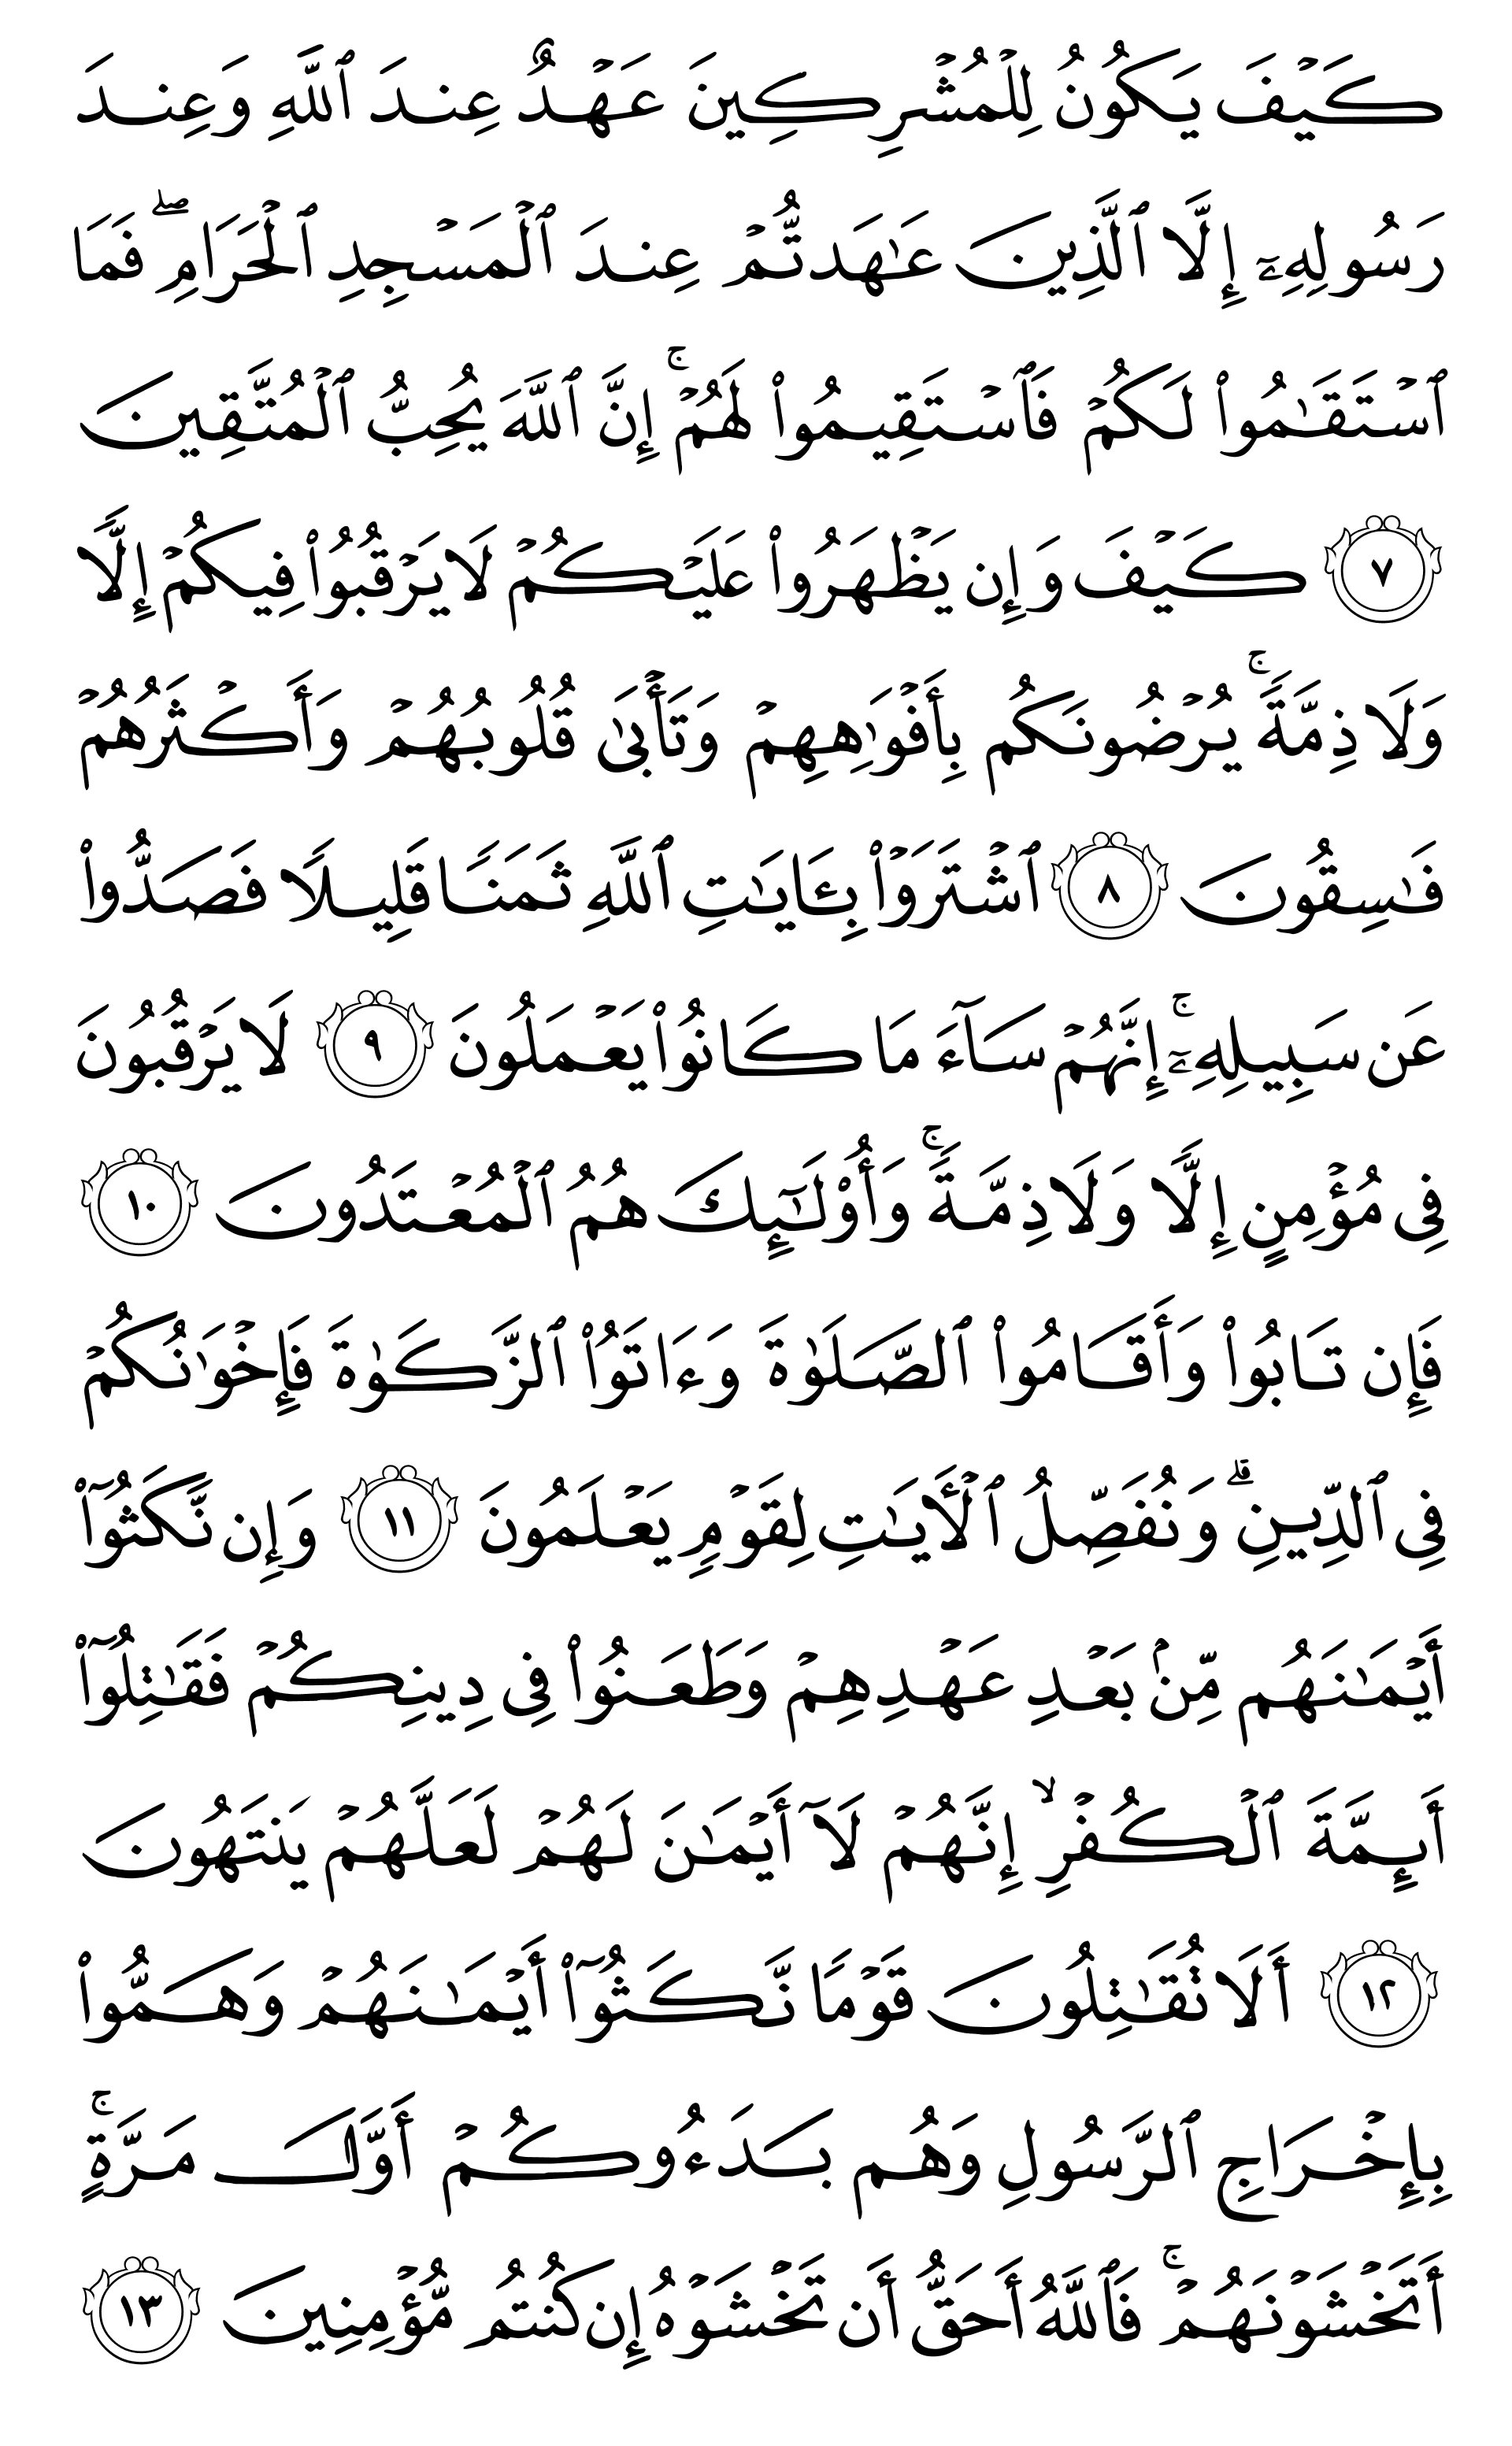 كَيْفَ يَكُونُ لِلْمُشْرِكِينَ عَهْدٌ عِندَ ٱللَّهِ وَعِندَ
رَسُولِهِۦٓ إِلَّا ٱلَّذِينَ عَٰهَدتُّمْ عِندَ ٱلْمَسْجِدِ ٱلْحَرَامِ ۖ فَمَا
ٱسْتَقَٰمُوا۟ لَكُمْ فَٱسْتَقِيمُوا۟ لَهُمْ ۚ إِنَّ ٱللَّهَ يُحِبُّ ٱلْمُتَّقِينَ
٧ كَيْفَ وَإِن يَظْهَرُوا۟ عَلَيْكُمْ لَا يَرْقُبُوا۟ فِيكُمْ إِلًّا
وَلَا ذِمَّةً ۚ يُرْضُونَكُم بِأَفْوَٰهِهِمْ وَتَأْبَىٰ قُلُوبُهُمْ وَأَكْثَرُهُمْ
فَٰسِقُونَ ٨ ٱشْتَرَوْا۟ بِـَٔايَٰتِ ٱللَّهِ ثَمَنًا قَلِيلًا فَصَدُّوا۟
عَن سَبِيلِهِۦٓ ۚ إِنَّهُمْ سَآءَ مَا كَانُوا۟ يَعْمَلُونَ ٩ لَا يَرْقُبُونَ
فِى مُؤْمِنٍ إِلًّا وَلَا ذِمَّةً ۚ وَأُو۟لَٰٓئِكَ هُمُ ٱلْمُعْتَدُونَ ١٠
فَإِن تَابُوا۟ وَأَقَامُوا۟ ٱلصَّلَوٰةَ وَءَاتَوُا۟ ٱلزَّكَوٰةَ فَإِخْوَٰنُكُمْ
فِى ٱلدِّينِ ۗ وَنُفَصِّلُ ٱلْـَٔايَٰتِ لِقَوْمٍ يَعْلَمُونَ ١١ وَإِن نَّكَثُوٓا۟
أَيْمَٰنَهُم مِّنۢ بَعْدِ عَهْدِهِمْ وَطَعَنُوا۟ فِى دِينِكُمْ فَقَٰتِلُوٓا۟
أَئِمَّةَ ٱلْكُفْرِ ۙ إِنَّهُمْ لَآ أَيْمَٰنَ لَهُمْ لَعَلَّهُمْ يَنتَهُونَ
١٢ أَلَا تُقَٰتِلُونَ قَوْمًا نَّكَثُوٓا۟ أَيْمَٰنَهُمْ وَهَمُّوا۟
بِإِخْرَاجِ ٱلرَّسُولِ وَهُم بَدَءُوكُمْ أَوَّلَ مَرَّةٍ ۚ
أَتَخْشَوْنَهُمْ ۚ فَٱللَّهُ أَحَقُّ أَن تَخْشَوْهُ إِن كُنتُم مُّؤْمِنِينَ ١٣